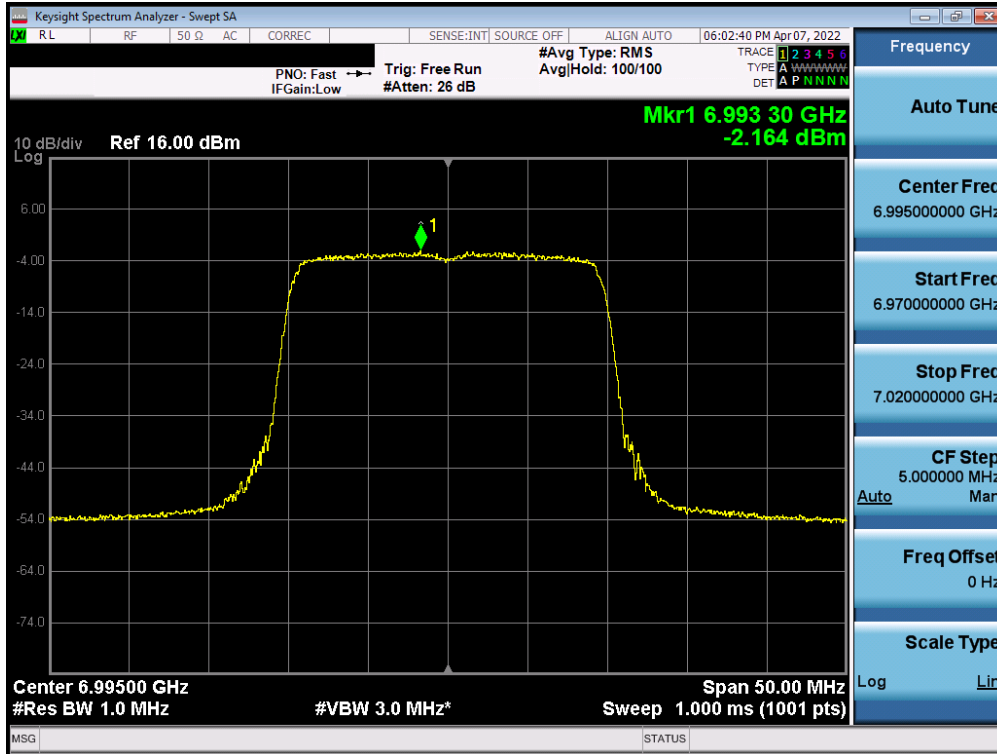 Keysight Spectrum Analyzer - Swept SA
LXI RL RF 50 Ω AC CORREC SENSE:INT SOURCE OFF ALIGN AUTO 06:02:40 PM Apr 07, 2022
PNO: Fast
IFGain:Low
Trig: Free Run
#Atten: 26 dB
#Avg Type: RMS
Avg|Hold: 100/100
TRACE 1 2 3 4 5 6
TYPE A WWWWW
DET A P N N N N
Mkr1 6.993 30 GHz
-2.164 dBm
10 dB/div
Log
Ref 16.00 dBm
1
6.00
-4.00
-14.0
-24.0
-34.0
-44.0
-54.0
-64.0
-74.0
Center 6.99500 GHz
Span 50.00 MHz
#Res BW 1.0 MHz
#VBW 3.0 MHz*
Sweep 1.000 ms (1001 pts)
MSG
STATUS
Frequency
Auto Tune
Center Freq
6.995000000 GHz
Start Freq
6.970000000 GHz
Stop Freq
7.020000000 GHz
CF Step
5.000000 MHz
Auto Man
Freq Offset
0 Hz
Scale Type
Log Lin